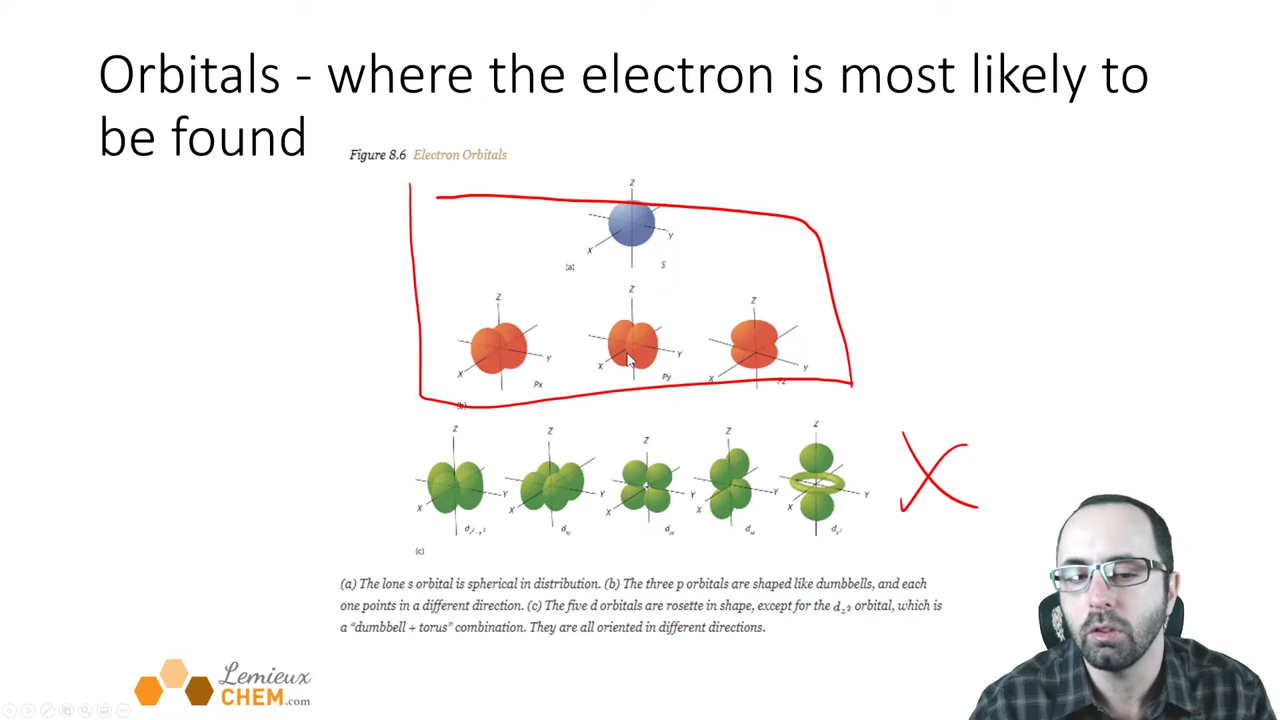 Orbitals - where the electron is most likely to
be found
Figure 8.6 Electron Orbitals
Z
Y
X
(a)
S
Z
Z
Z
Y
Y
Y
X
X
X
Px
Py
Pz
(b)
Z
Z
Z
Z
Z
Y
Y
Y
Y
Y
X
X
X
X
X
(c)
(a) The lone s orbital is spherical in distribution. (b) The three p orbitals are shaped like dumbbells, and each
one points in a different direction. (c) The five d orbitals are rosette in shape, except for the dz² orbital, which is
a “dumbbell + torus” combination. They are all oriented in different directions.
Lemieux
CHEM.com